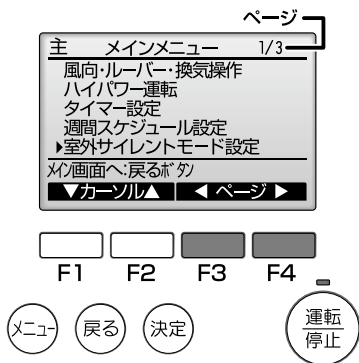 ページ
主 メインメニュー 1/3
風向・ルーバー・換気操作
ハイパワー運転
タイマー設定
週間スケジュール設定
▶室外サイレントモード設定
メイン画面へ:戻るボタン
▼カーソル▲ ◀ ページ ▶
F1 F2 F3 F4
メニュー 戻る 決定 運転
停止